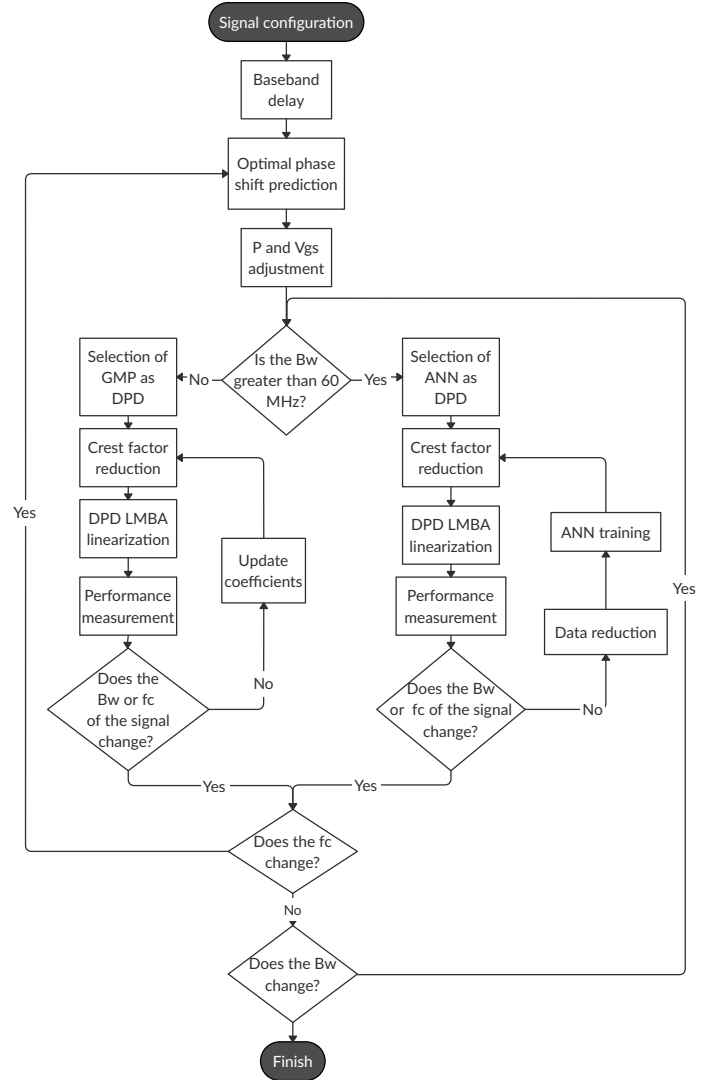 Signal configuration
Baseband
delay
Optimal phase
shift prediction
P and Vgs
adjustment
Is the Bw
greater than 60
MHz?
No
Yes
Selection of
GMP as
DPD
Crest factor
reduction
DPD LMBA
linearization
Performance
measurement
Update
coefficients
Does the
Bw or fc
of the signal
change?
No
Yes
Selection of
ANN as
DPD
Crest factor
reduction
DPD LMBA
linearization
Performance
measurement
ANN training
Data reduction
Does the Bw
or fc of the signal
change?
No
Yes
Does the fc
change?
Yes
No
Does the Bw
change?
Yes
Finish